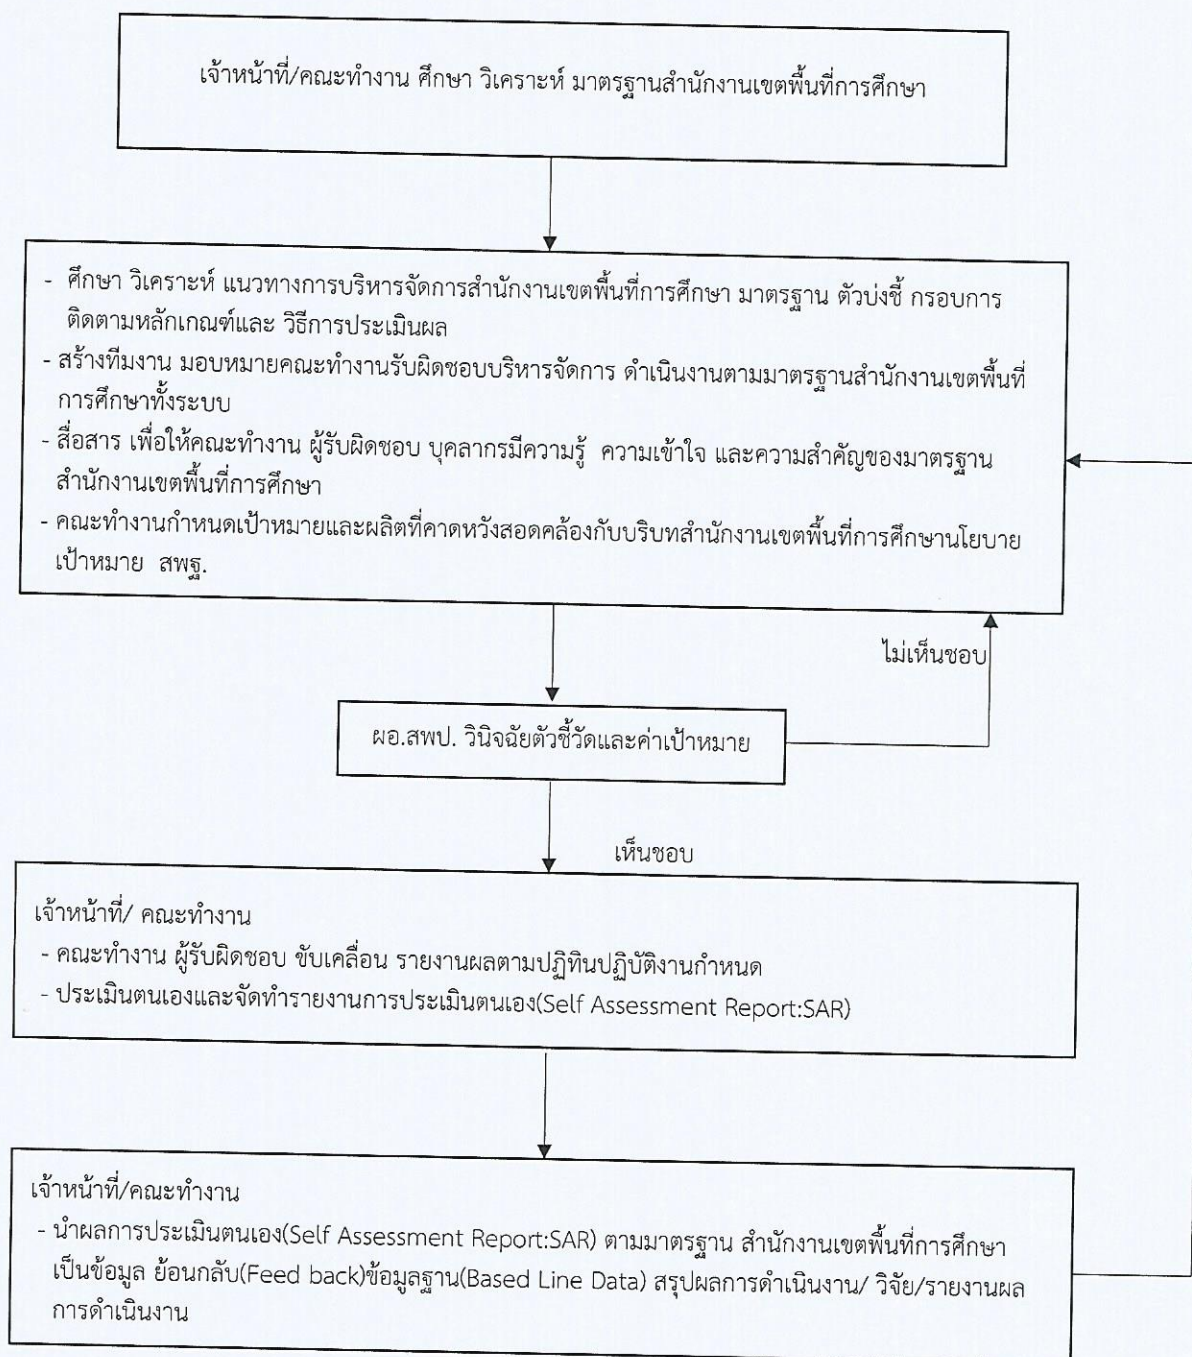 เจ้าหน้าที่/คณะทำงาน ศึกษา วิเคราะห์ มาตรฐานสำนักงานเขตพื้นที่การศึกษา
- ศึกษา วิเคราะห์ แนวทางการบริหารจัดการสำนักงานเขตพื้นที่การศึกษา มาตรฐาน ตัวบ่งชี้ กรอบการ
ติดตามหลักเกณฑ์และ วิธีการประเมินผล
- สร้างทีมงาน มอบหมายคณะทำงานรับผิดชอบบริหารจัดการ ดำเนินงานตามมาตรฐานสำนักงานเขตพื้นที่
การศึกษาทั้งระบบ
- สื่อสาร เพื่อให้คณะทำงาน ผู้รับผิดชอบ บุคลากรมีความรู้ ความเข้าใจ และความสำคัญของมาตรฐาน
สำนักงานเขตพื้นที่การศึกษา
- คณะทำงานกำหนดเป้าหมายและผลิตที่คาดหวังสอดคล้องกับบริบทสำนักงานเขตพื้นที่การศึกษานโยบาย
เป้าหมาย สพฐ.
ไม่เห็นชอบ
ผอ.สพป. วินิจฉัยตัวชี้วัดและค่าเป้าหมาย
เห็นชอบ
เจ้าหน้าที่/ คณะทำงาน
- คณะทำงาน ผู้รับผิดชอบ ขับเคลื่อน รายงานผลตามปฏิทินปฏิบัติงานกำหนด
- ประเมินตนเองและจัดทำรายงานการประเมินตนเอง(Self Assessment Report:SAR)
เจ้าหน้าที่/คณะทำงาน
- นำผลการประเมินตนเอง(Self Assessment Report:SAR) ตามมาตรฐาน สำนักงานเขตพื้นที่การศึกษา
เป็นข้อมูล ย้อนกลับ(Feed back)ข้อมูลฐาน(Based Line Data) สรุปผลการดำเนินงาน/ วิจัย/รายงานผล
การดำเนินงาน